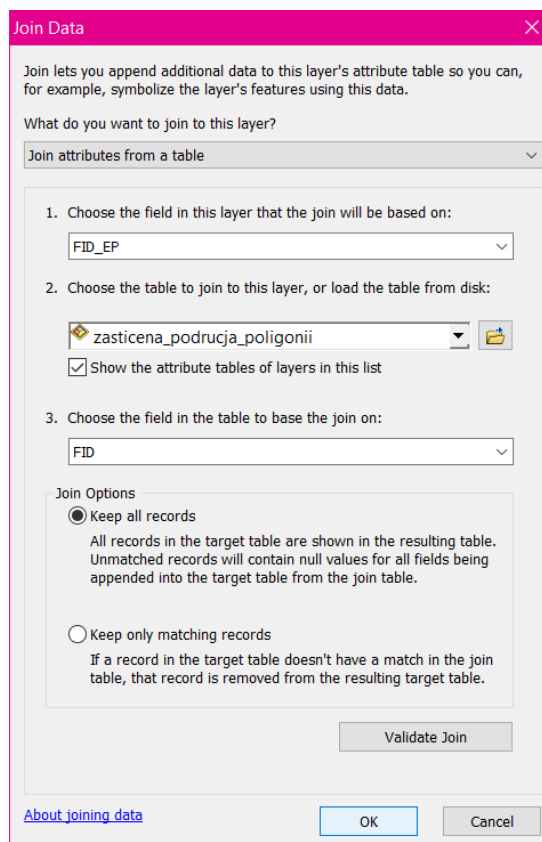 Join Data
Join lets you append additional data to this layer's attribute table so you can,
for example, symbolize the layer's features using this data.
What do you want to join to this layer?
Join attributes from a table
1. Choose the field in this layer that the join will be based on:
FID_EP
2. Choose the table to join to this layer, or load the table from disk:
zasticena_podrucja_poligonii
Show the attribute tables of layers in this list
3. Choose the field in the table to base the join on:
FID
Join Options
Keep all records
All records in the target table are shown in the resulting table.
Unmatched records will contain null values for all fields being
appended into the target table from the join table.
Keep only matching records
If a record in the target table doesn't have a match in the join
table, that record is removed from the resulting target table.
Validate Join
About joining data
OK
Cancel